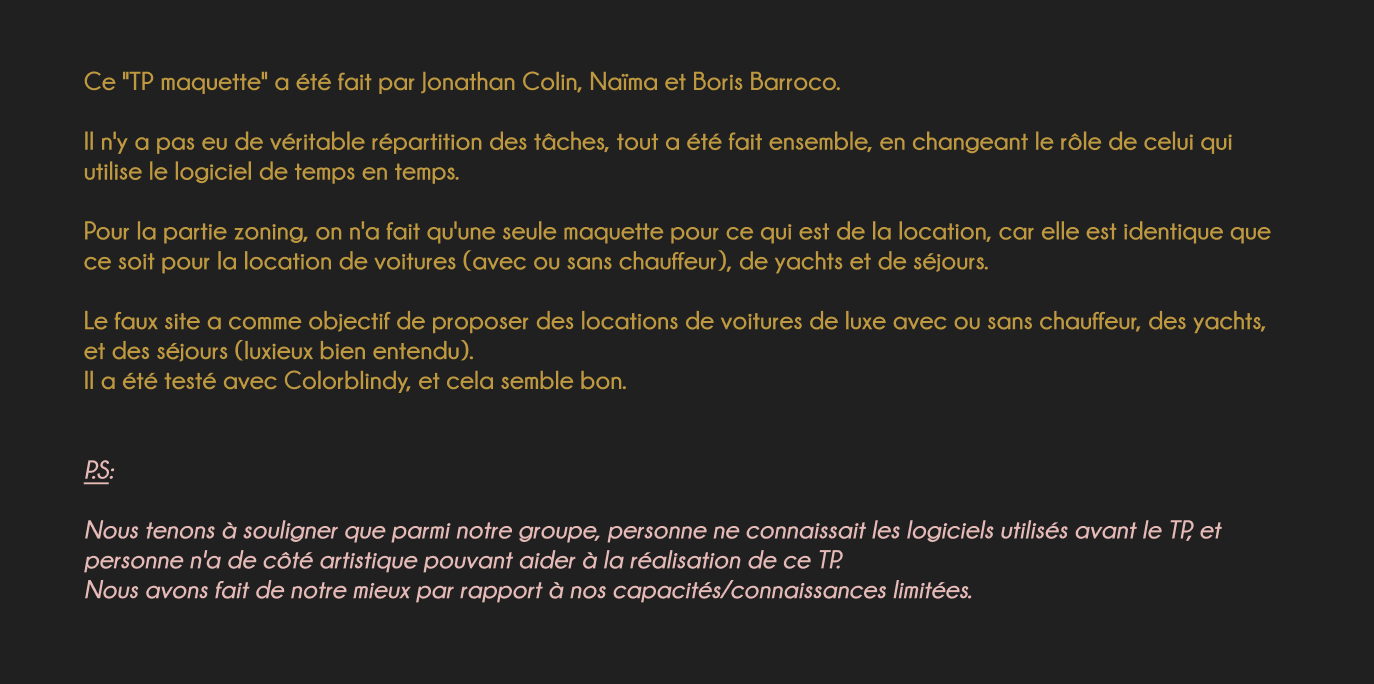 Ce "TP maquette" a été fait par Jonathan Colin, Naïma et Boris Barroco.
Il n'y a pas eu de véritable répartition des tâches, tout a été fait ensemble, en changeant le rôle de celui qui
utilise le logiciel de temps en temps.
Pour la partie zoning, on n'a fait qu'une seule maquette pour ce qui est de la location, car elle est identique que
ce soit pour la location de voitures (avec ou sans chauffeur), de yachts et de séjours.
Le faux site a comme objectif de proposer des locations de voitures de luxe avec ou sans chauffeur, des yachts,
et des séjours (luxieux bien entendu).
Il a été testé avec Colorblindy, et cela semble bon.
P.S:
Nous tenons à souligner que parmi notre groupe, personne ne connaissait les logiciels utilisés avant le TP, et
personne n'a de côté artistique pouvant aider à la réalisation de ce TP.
Nous avons fait de notre mieux par rapport à nos capacités/connaissances limitées.